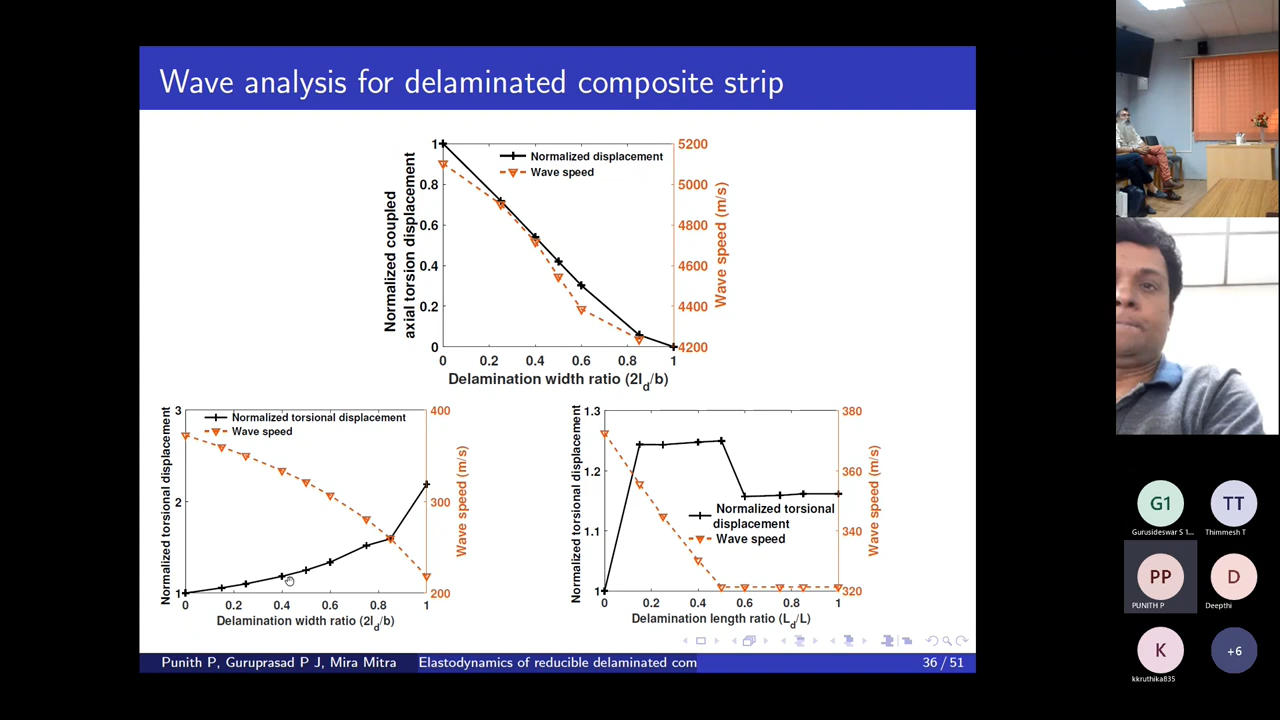 Wave analysis for delaminated composite strip
Normalized coupled
axial torsion displacement
1
0.8
0.6
0.4
0.2
0
Normalized displacement
Wave speed
5200
5000
4800
4600
4400
4200
Wave speed (m/s)
0 0.2 0.4 0.6 0.8 1
Delamination width ratio (2l_d/b)
Normalized torsional displacement
3
2
1
Normalized torsional displacement
Wave speed
400
300
200
Wave speed (m/s)
0 0.2 0.4 0.6 0.8 1
Delamination width ratio (2l_d/b)
Normalized torsional displacement
1.3
1.2
1.1
1
Normalized torsional
displacement
Wave speed
380
360
340
320
Wave speed (m/s)
0 0.2 0.4 0.6 0.8 1
Delamination length ratio (L_d/L)
Punith P, Guruprasad P J, Mira Mitra
Elastodynamics of reducible delaminated com
36 / 51
G1
Gurusideswar S 1...
TT
Thimmesh T
PP
PUNITH P
D
Deepthi
K
kkruthika835
+6